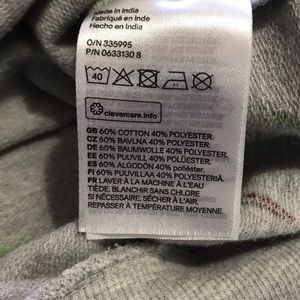 Made in India
Fabriqué en Inde
Hecho en India
O/N 335995
P/N 0633130 8
40
clevercare.info
GB 60% COTTON 40% POLYESTER.
CZ 60% BAVLNA 40% POLYESTER.
DE 60% BAUMWOLLE 40% POLYESTER.
EE 60% PUUVILL 40% POLÜESTER.
ES 60% ALGODÓN 40% POLIÉSTER.
FI 60% PUUVILLAA 40% POLYESTERIÄ.
FR LAVER À LA MACHINE À L'EAU
TIÈDE. BLANCHIR SANS CHLORE
SI NÉCESSAIRE. SÉCHER À L'AIR.
REPASSER À TEMPÉRATURE MOYENNE.